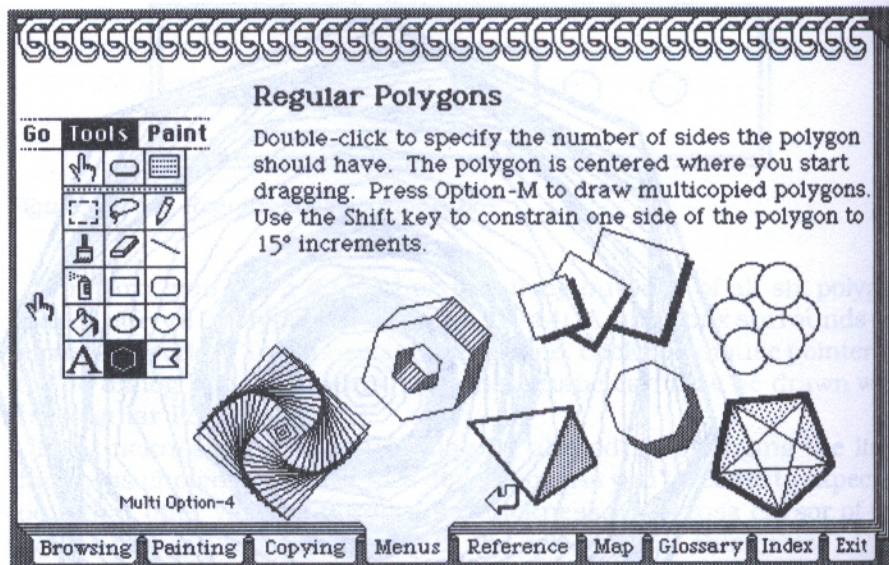 Regular Polygons
Go Tools Paint
Double-click to specify the number of sides the polygon
should have. The polygon is centered where you start
dragging. Press Option-M to draw multicopied polygons.
Use the Shift key to constrain one side of the polygon to
15° increments.
A
Multi Option-4
Browsing Painting Copying Menus Reference Map Glossary Index Exit